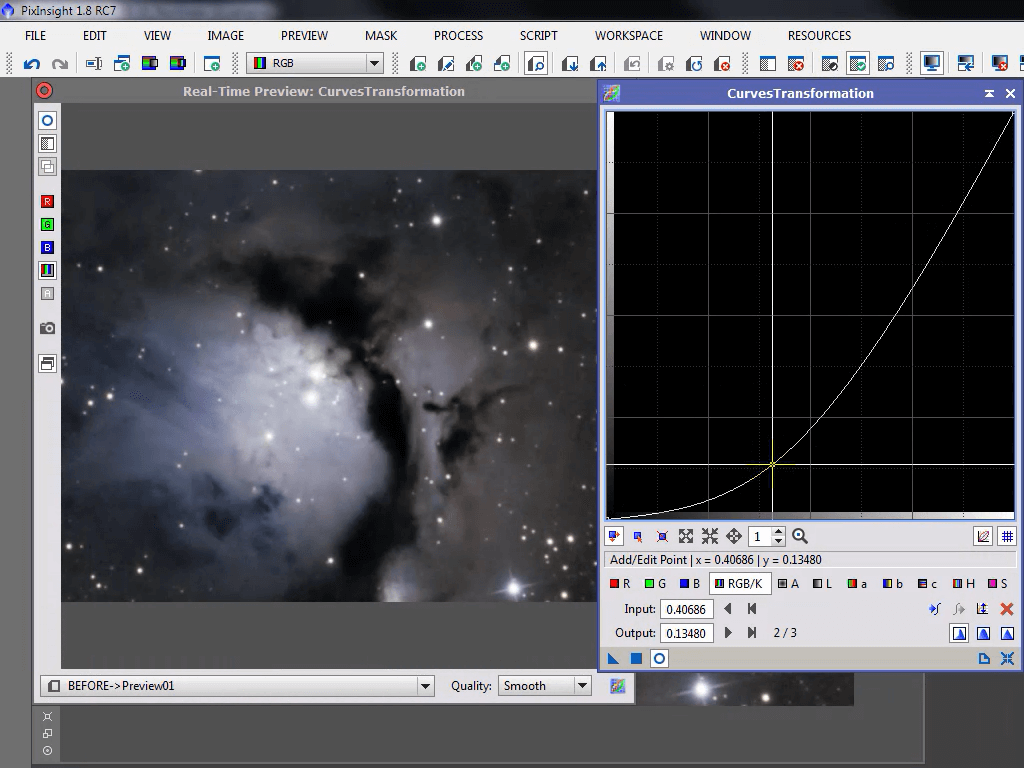 PixInsight 1.8 RC7
FILE EDIT VIEW IMAGE PREVIEW MASK PROCESS SCRIPT WORKSPACE WINDOW RESOURCES
RGB
Real-Time Preview: CurvesTransformation
CurvesTransformation
R
G
B
A
1
Add/Edit Point | x = 0.40686 | y = 0.13480
R G B RGB/K A L a b c H S
Input: 0.40686
Output: 0.13480 2 / 3
BEFORE->Preview01 Quality: Smooth